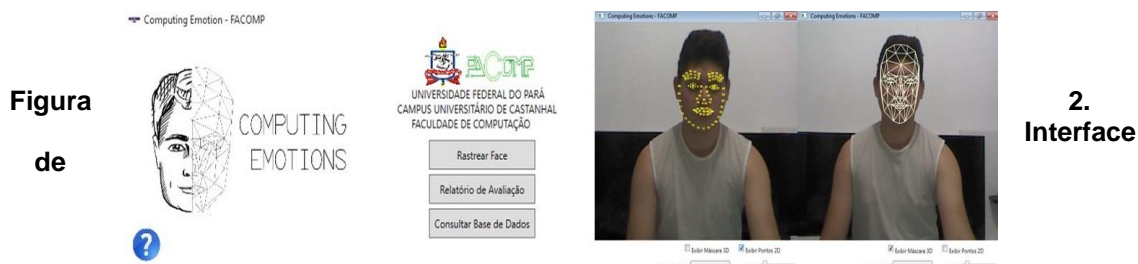 Computing Emotion - FACOMP
COMPUTING
EMOTIONS
?
FACOMP
UNIVERSIDADE FEDERAL DO PARÁ
CAMPUS UNIVERSITÁRIO DE CASTANHAL
FACULDADE DE COMPUTAÇÃO
Rastrear Face
Relatório de Avaliação
Consultar Base de Dados
Computing Emotions - FACOMP
Exibir Máscara 3D Exibir Pontos 2D
Computing Emotions - FACOMP
Exibir Máscara 3D Exibir Pontos 2D
Figura 2.
Interface
de